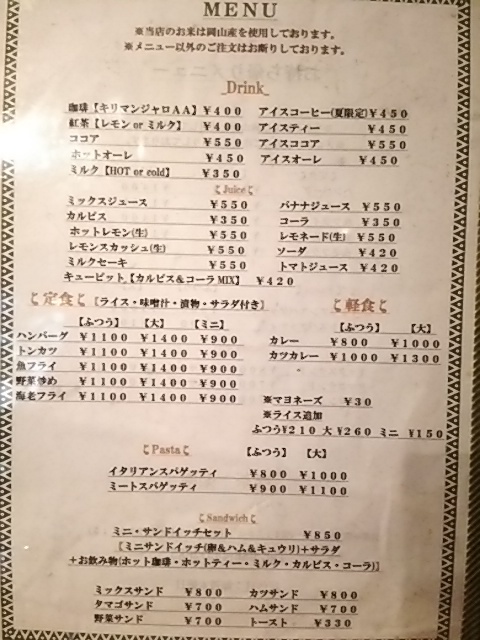 MENU
※当店のお米は岡山産を使用しております。
※メニュー以外のご注文はお断りしております。
Drink
珈琲【キリマンジャロAA】 ¥400 アイスコーヒー(夏限定) ¥450
紅茶【レモン or ミルク】 ¥400 アイスティー ¥450
ココア ¥550 アイスココア ¥550
ホットオーレ ¥450 アイスオーレ ¥450
ミルク【HOT or cold】 ¥350
Juice
ミックスジュース ¥550 バナナジュース ¥550
カルピス ¥350 コーラ ¥350
ホットレモン(生) ¥550 レモネード(生) ¥550
レモンスカッシュ(生) ¥550 ソーダ ¥420
ミルクセーキ ¥550 トマトジュース ¥420
キューピット【カルピス&コーラMIX】 ¥420
定食 【ライス・味噌汁・漬物・サラダ付き】
【ふつう】 【大】 【ミニ】
ハンバーグ ¥1100 ¥1400 ¥900
トンカツ ¥1100 ¥1400 ¥900
魚フライ ¥1100 ¥1400 ¥900
野菜炒め ¥1100 ¥1400 ¥900
海老フライ ¥1100 ¥1400 ¥900
軽食
【ふつう】 【大】
カレー ¥800 ¥1000
カツカレー ¥1000 ¥1300
※マヨネーズ ¥30
※ライス追加
ふつう¥210 大 ¥260 ミニ ¥150
Pasta 【ふつう】 【大】
イタリアンスパゲッティ ¥800 ¥1000
ミートスパゲッティ ¥900 ¥1100
Sandwich
ミニ・サンドイッチセット ¥850
【ミニサンドイッチ(卵&ハム&キュウリ)+サラダ
+お飲み物(ホット珈琲・ホットティー・ミルク・カルピス・コーラ)】
ミックスサンド ¥800 カツサンド ¥800
タマゴサンド ¥700 ハムサンド ¥700
野菜サンド ¥700 トースト ¥330